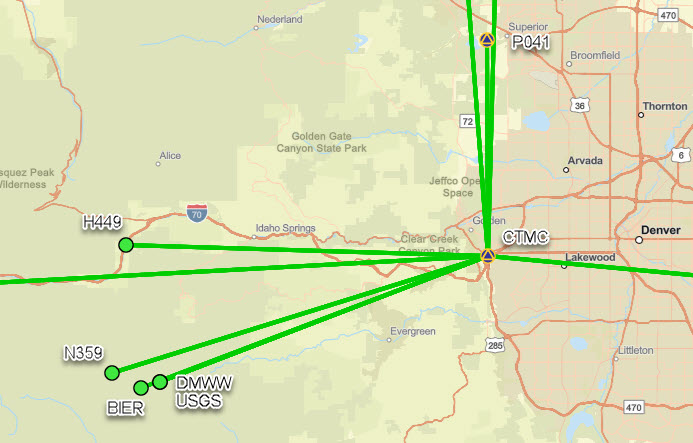 Nederland
Superior
470
P041
Broomfield
36
Thornton
72
Golden Gate
Canyon State Park
6
Alice
Arvada
asquez Peak
Wilderness
Jeffco Open
Space
70
H449
Idaho Springs
Golden
CTMC
Denver
Clear Creek
Canyon Park
Lakewood
Evergreen
285
Littleton
N359
DMWW
USGS
BIER
470